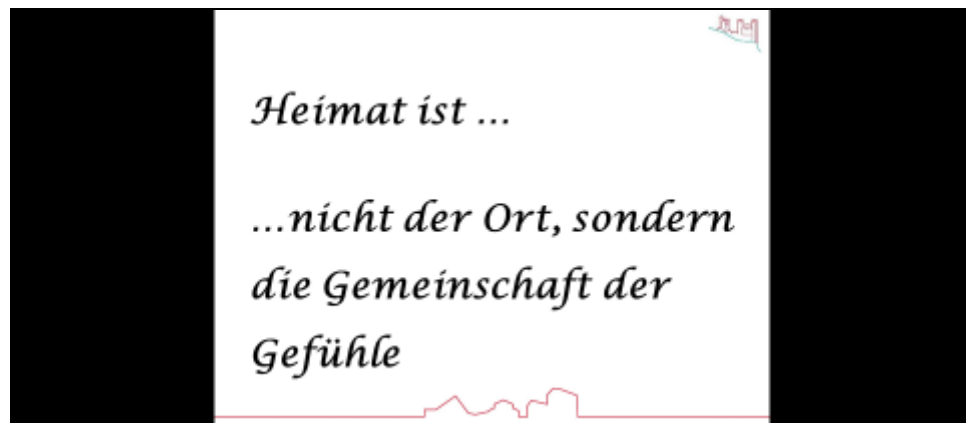 Heimat ist ...
...nicht der Ort, sondern
die Gemeinschaft der
Gefühle